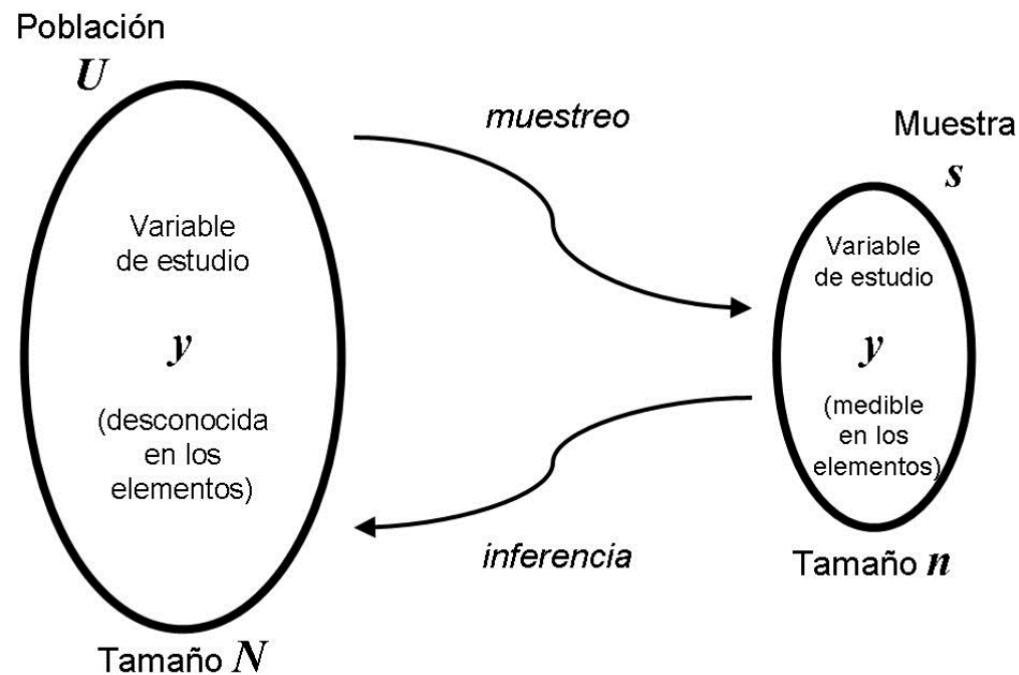 Población
U
Variable
de estudio
y
(desconocida
en los
elementos)
Tamaño N
muestreo
inferencia
Muestra
s
Variable
de estudio
y
(medible
en los
elementos)
Tamaño n